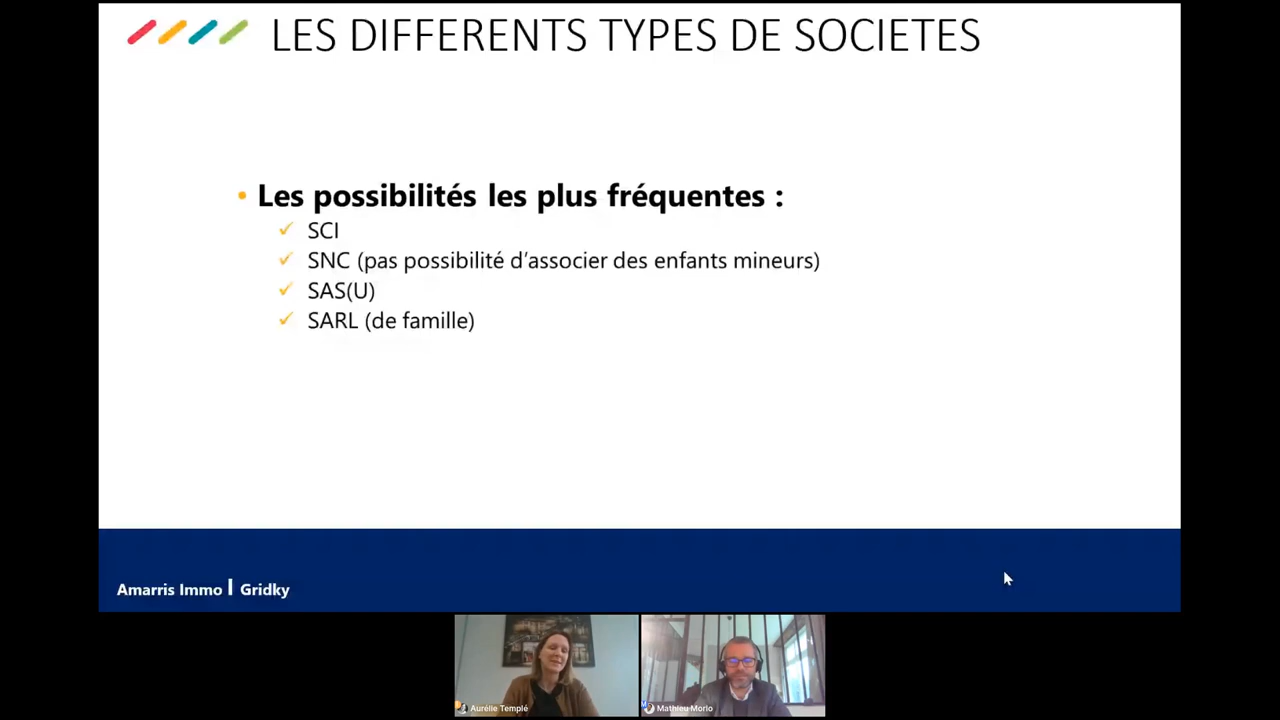 LES DIFFERENTS TYPES DE SOCIETES
• Les possibilités les plus fréquentes :
✓ SCI
✓ SNC (pas possibilité d’associer des enfants mineurs)
✓ SAS(U)
✓ SARL (de famille)
Amarris Immo | Gridky
Aurélie Templé
Mathieu Morio